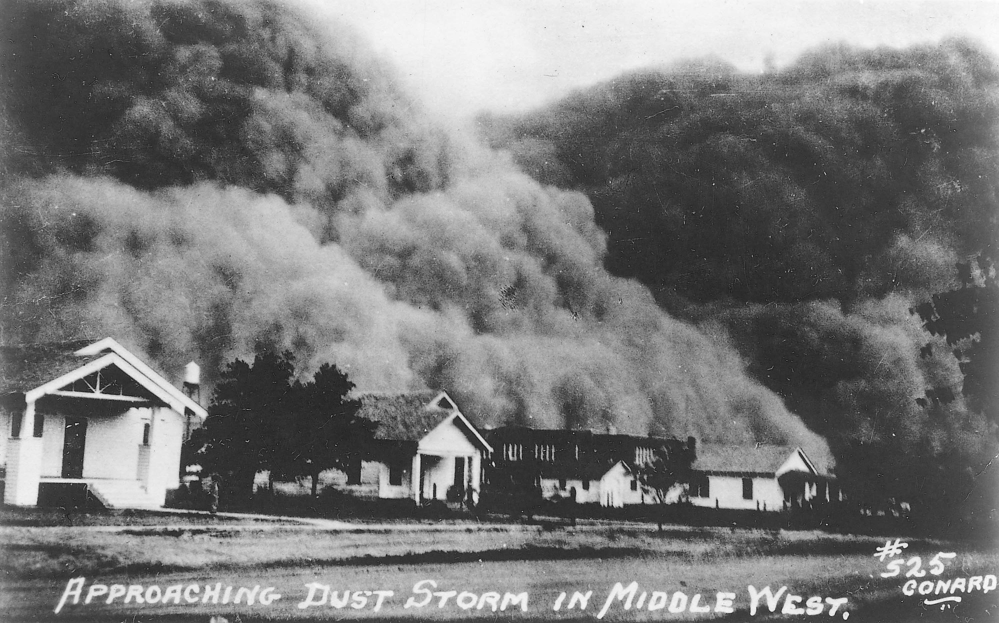 #
525
CONARD
APPROACHING DUST STORM IN MIDDLE WEST.